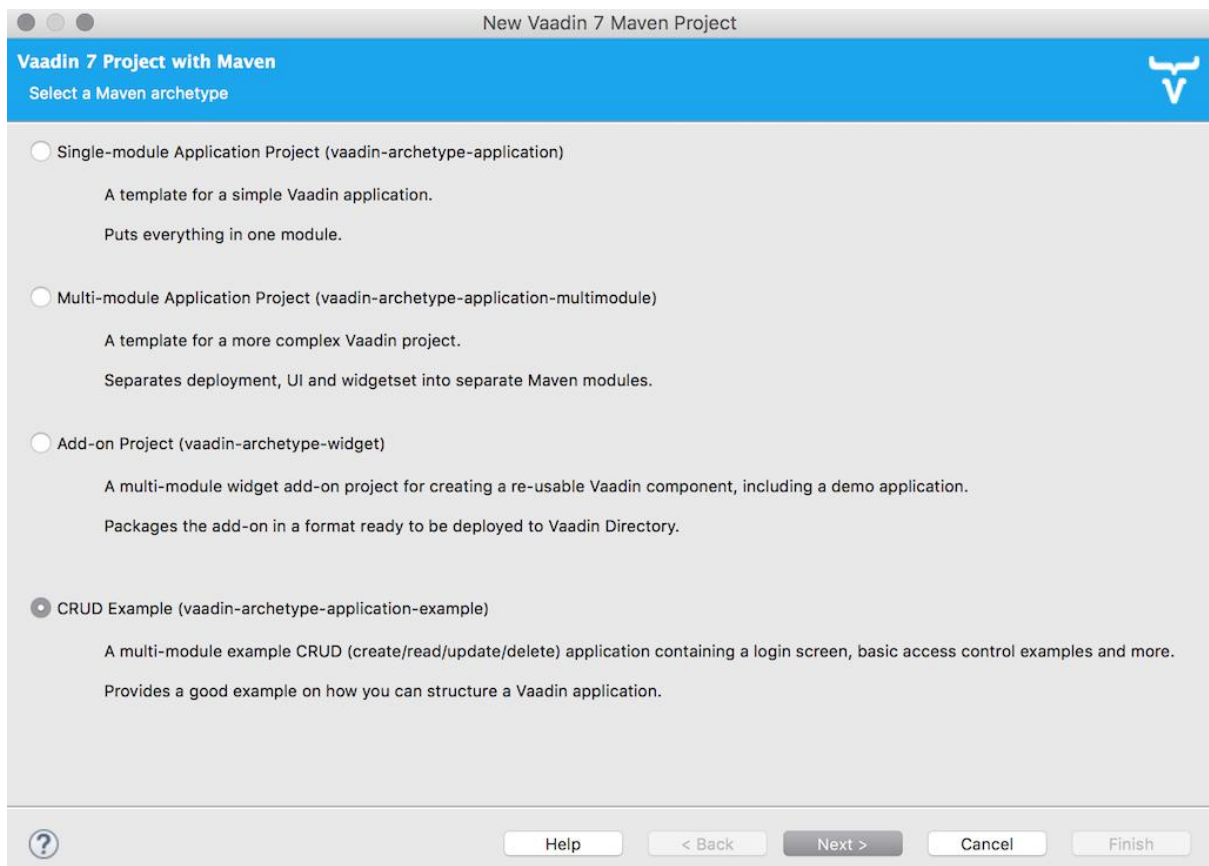 New Vaadin 7 Maven Project
Vaadin 7 Project with Maven
Select a Maven archetype
Single-module Application Project (vaadin-archetype-application)
A template for a simple Vaadin application.
Puts everything in one module.
Multi-module Application Project (vaadin-archetype-application-multimodule)
A template for a more complex Vaadin project.
Separates deployment, UI and widgetset into separate Maven modules.
Add-on Project (vaadin-archetype-widget)
A multi-module widget add-on project for creating a re-usable Vaadin component, including a demo application.
Packages the add-on in a format ready to be deployed to Vaadin Directory.
CRUD Example (vaadin-archetype-application-example)
A multi-module example CRUD (create/read/update/delete) application containing a login screen, basic access control examples and more.
Provides a good example on how you can structure a Vaadin application.
? Help < Back Next > Cancel Finish